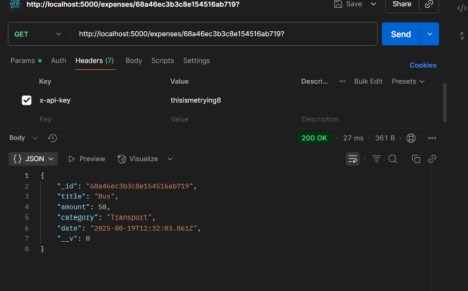 http://localhost:5000/expenses/68a46ec3b3c8e154516ab719?
Save
Share
GET
http://localhost:5000/expenses/68a46ec3b3c8e154516ab719?
Send
Params
Auth
Headers (7)
Body
Scripts
Settings
Cookies
Key
Value
Descri...
Bulk Edit
Presets
x-api-key
thisismetrying8
Key
Value
Description
Body
200 OK
27 ms
361 B
{ } JSON
Preview
Visualize
1 {
2 "_id": "68a46ec3b3c8e154516ab719",
3 "title": "Bus",
4 "amount": 50,
5 "category": "Transport",
6 "date": "2025-08-19T12:32:03.861Z",
7 "__v": 0
8 }